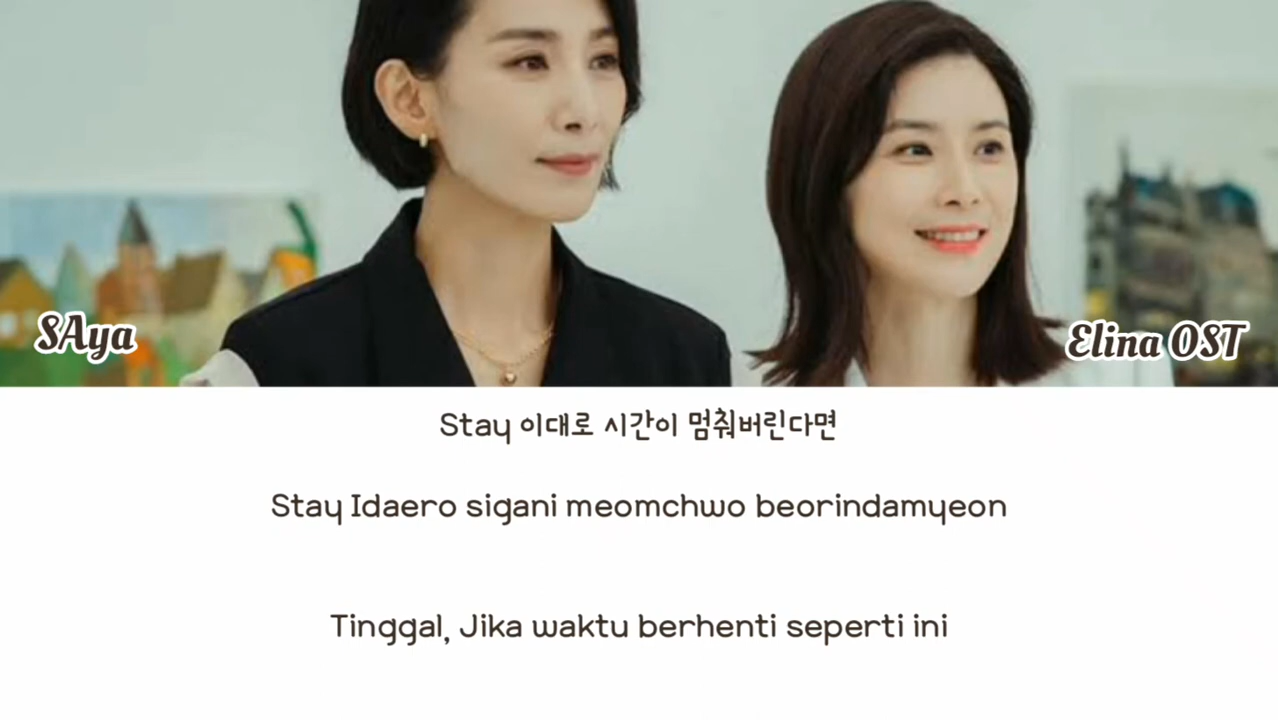 SAya
Elina OST
Stay 이대로 시간이 멈춰버린다면
Stay Idaero sigani meomchwo beorindamyeon
Tinggal, Jika waktu berhenti seperti ini